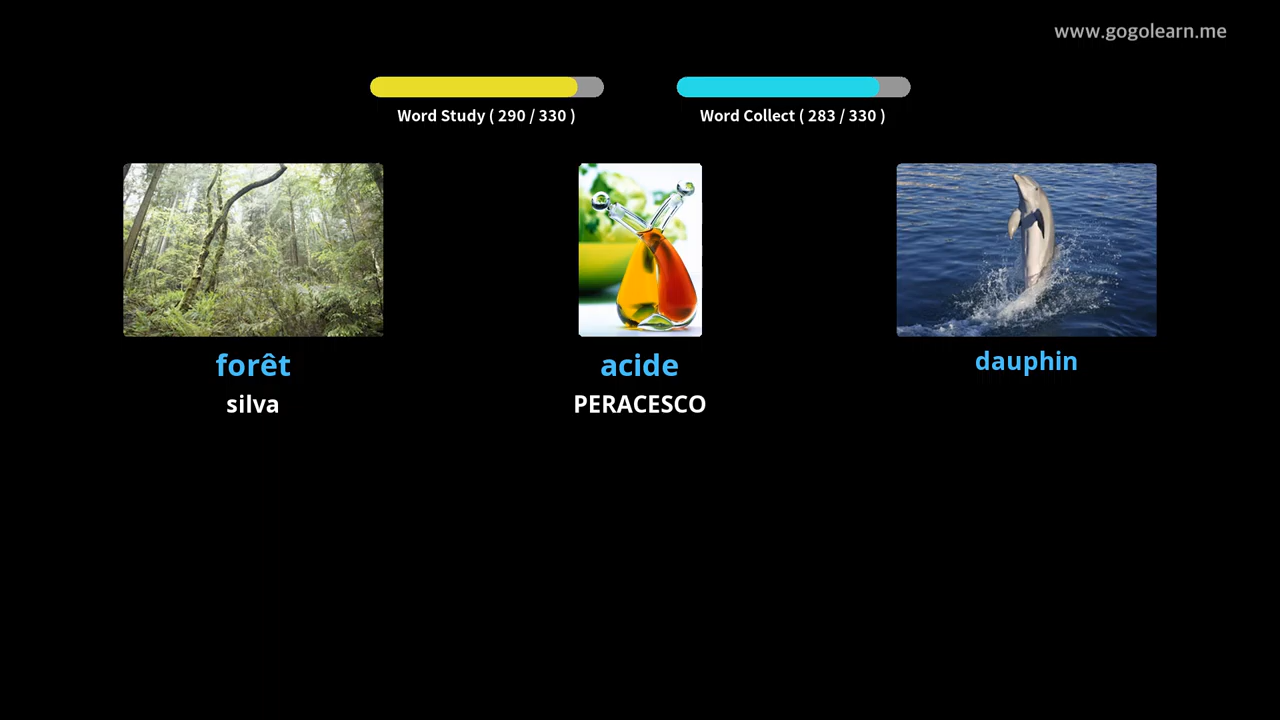 www.gogolearn.me
Word Study ( 290 / 330 )
Word Collect ( 283 / 330 )
forêt
silva
acide
PERACESCO
dauphin